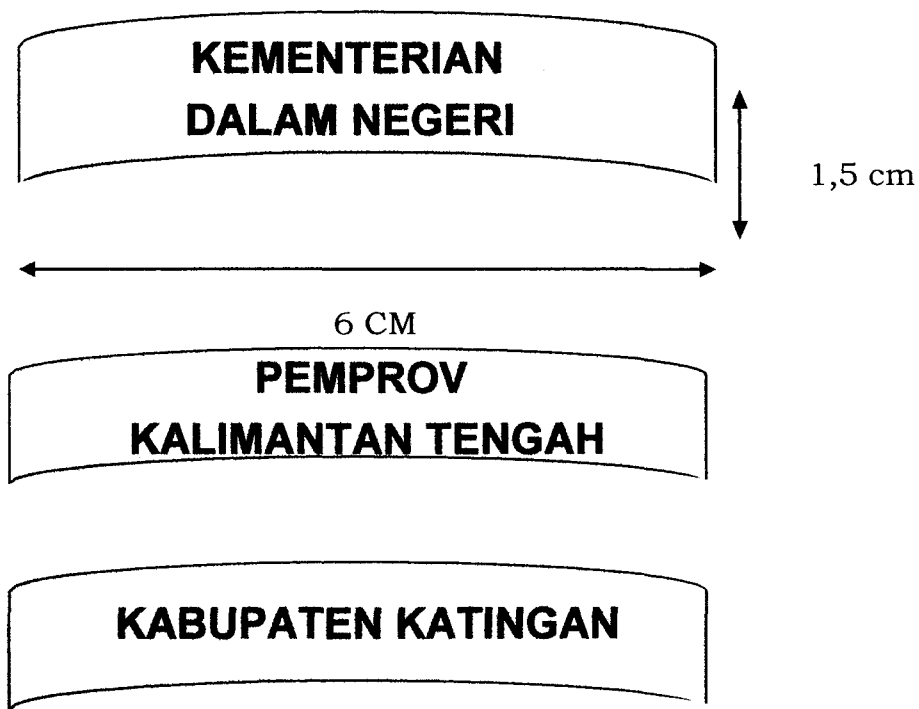 KEMENTERIAN
DALAM NEGERI
1,5 cm
6 CM
PEMPROV
KALIMANTAN TENGAH
KABUPATEN KATINGAN